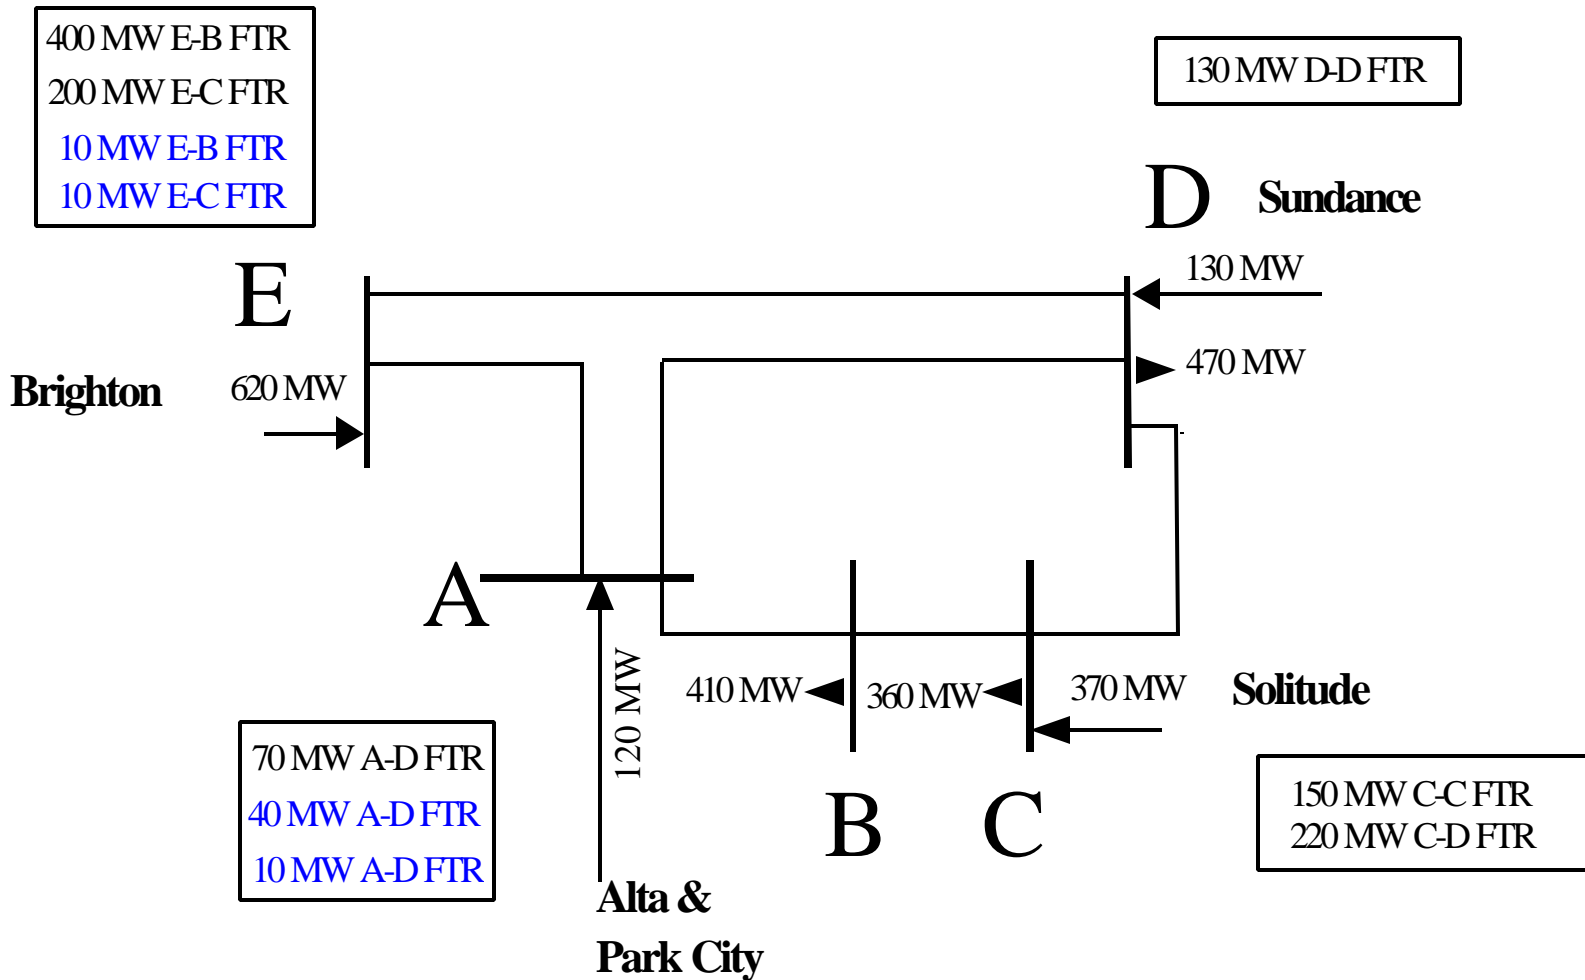 400 MW E-B FTR
200 MW E-C FTR
10 MW E-B FTR
10 MW E-C FTR
130 MW D-D FTR
D
Sundance
E
130 MW
Brighton
620 MW
470 MW
A
120 MW
410 MW
360 MW
370 MW
Solitude
70 MW A-D FTR
40 MW A-D FTR
10 MW A-D FTR
B
C
150 MW C-C FTR
220 MW C-D FTR
Alta &
Park City